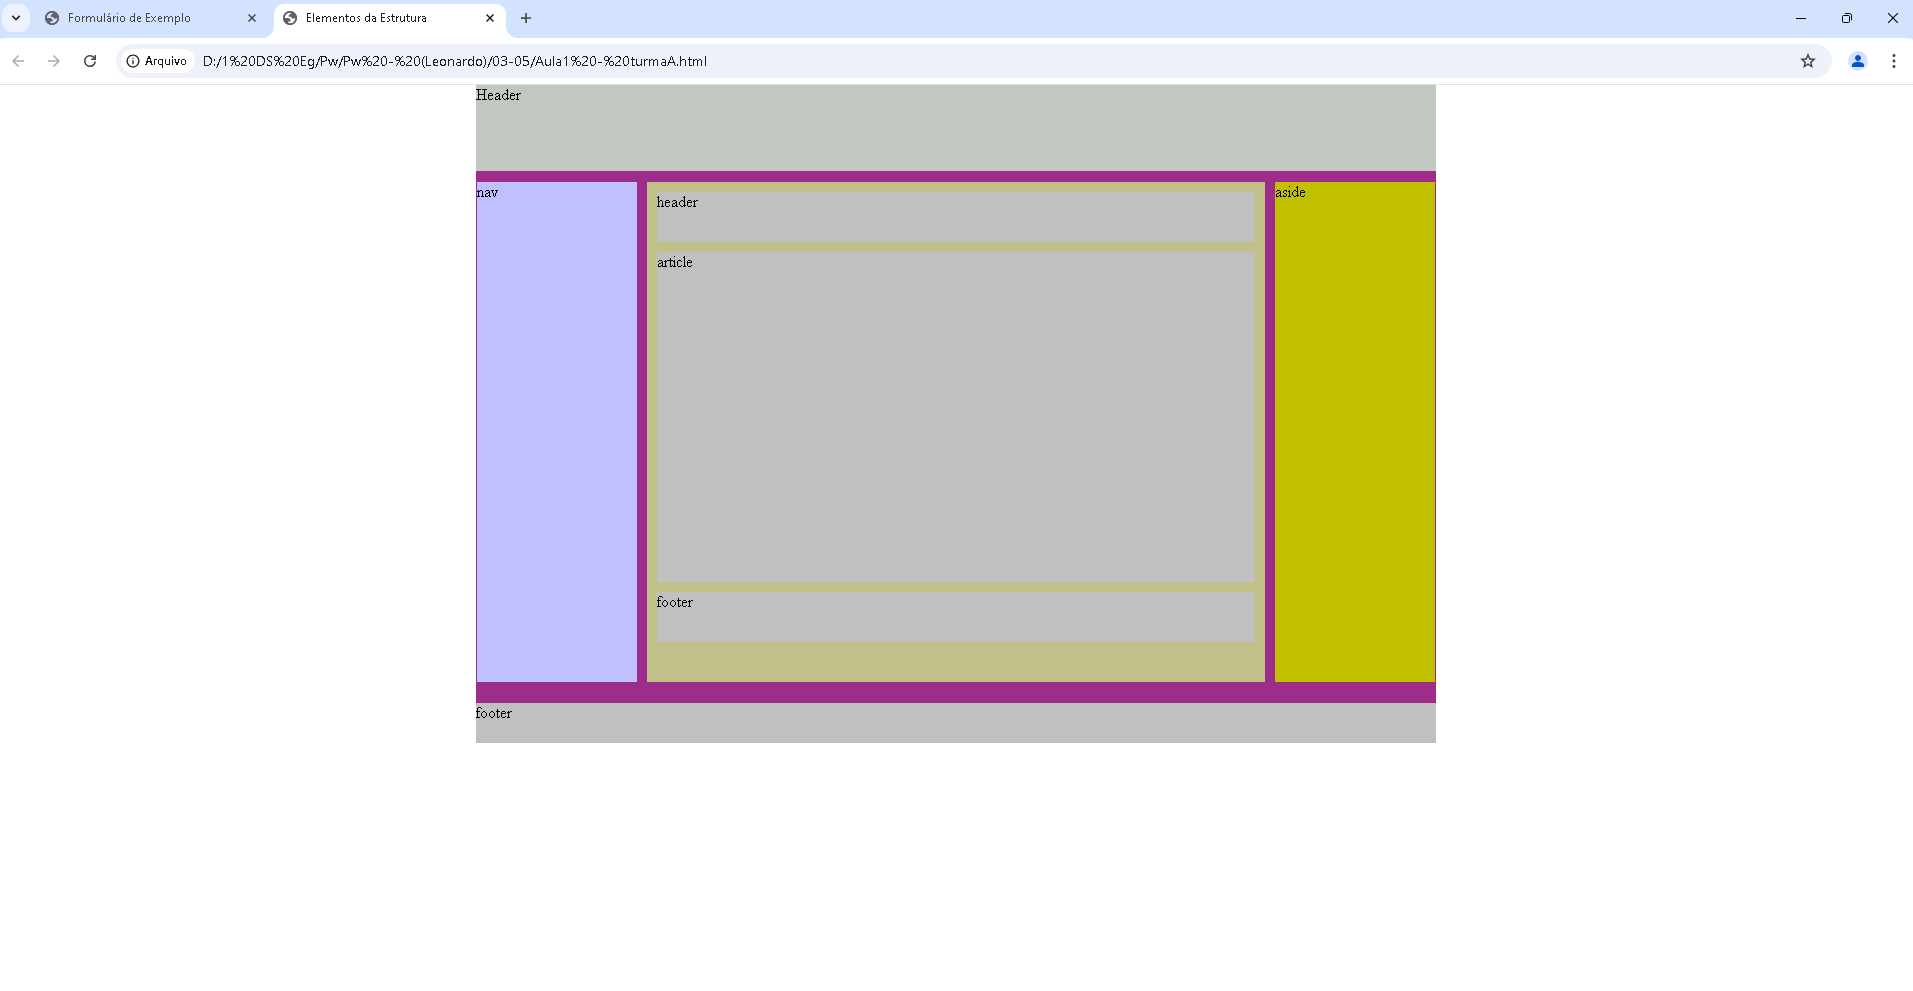 Formulário de Exemplo
Elementos da Estrutura
Arquivo
D:/1%20DS%20Eg/Pw/Pw%20-%20(Leonardo)/03-05/Aula1%20-%20turmaA.html
Header
nav
header
article
footer
aside
footer